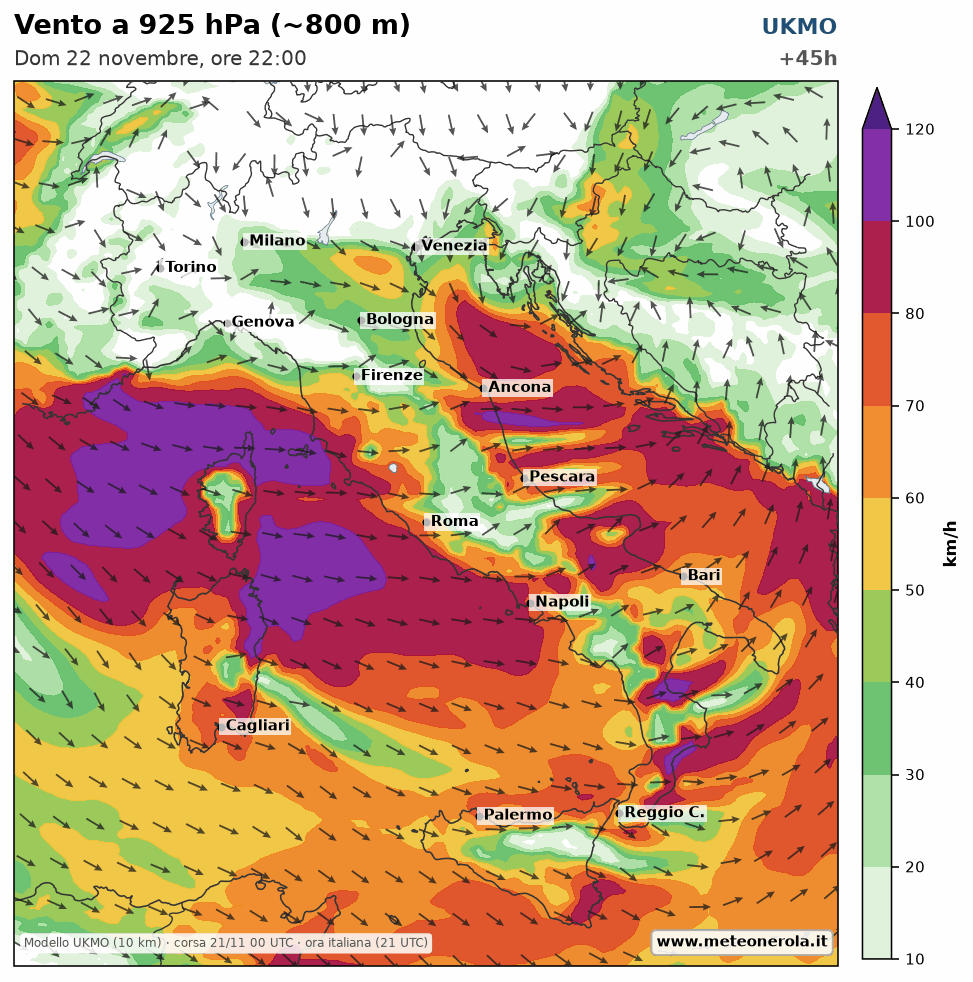 Vento a 925 hPa (~800 m)
UKMO
Dom 22 novembre, ore 22:00
+45h
Milano
Venezia
Torino
Genova
Bologna
Firenze
Ancona
Pescara
Roma
Bari
Napoli
Cagliari
Palermo
Reggio C.
120
100
80
70
60
50
40
30
20
10
km/h
Modello UKMO (10 km) · corsa 21/11 00 UTC · ora italiana (21 UTC)
www.meteonerola.it